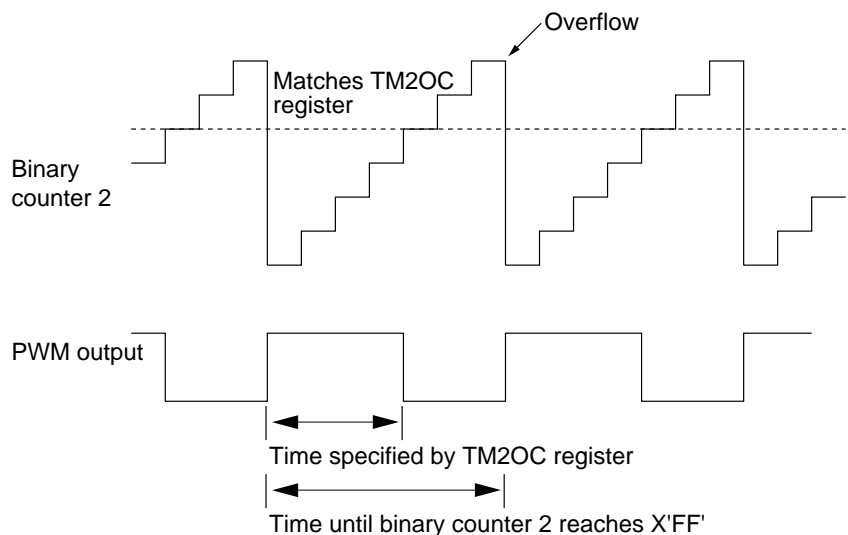 Overflow
Matches TM2OC
register
Binary
counter 2
PWM output
Time specified by TM2OC register
Time until binary counter 2 reaches X'FF'